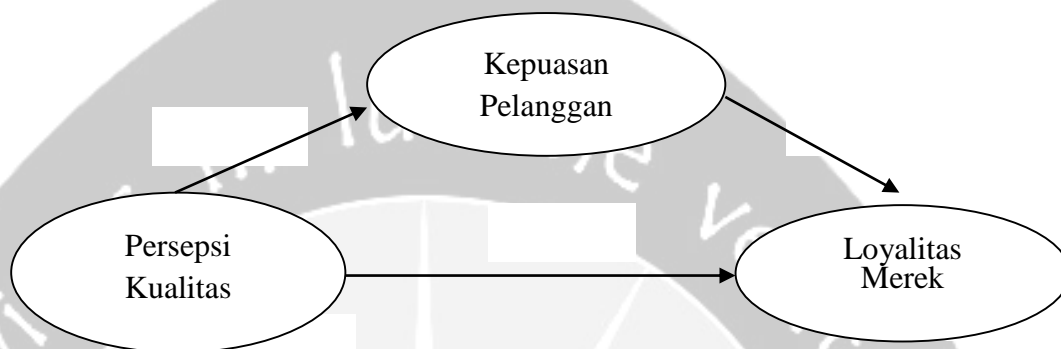 Kepuasan
Pelanggan
Persepsi
Kualitas
Loyalitas
Merek